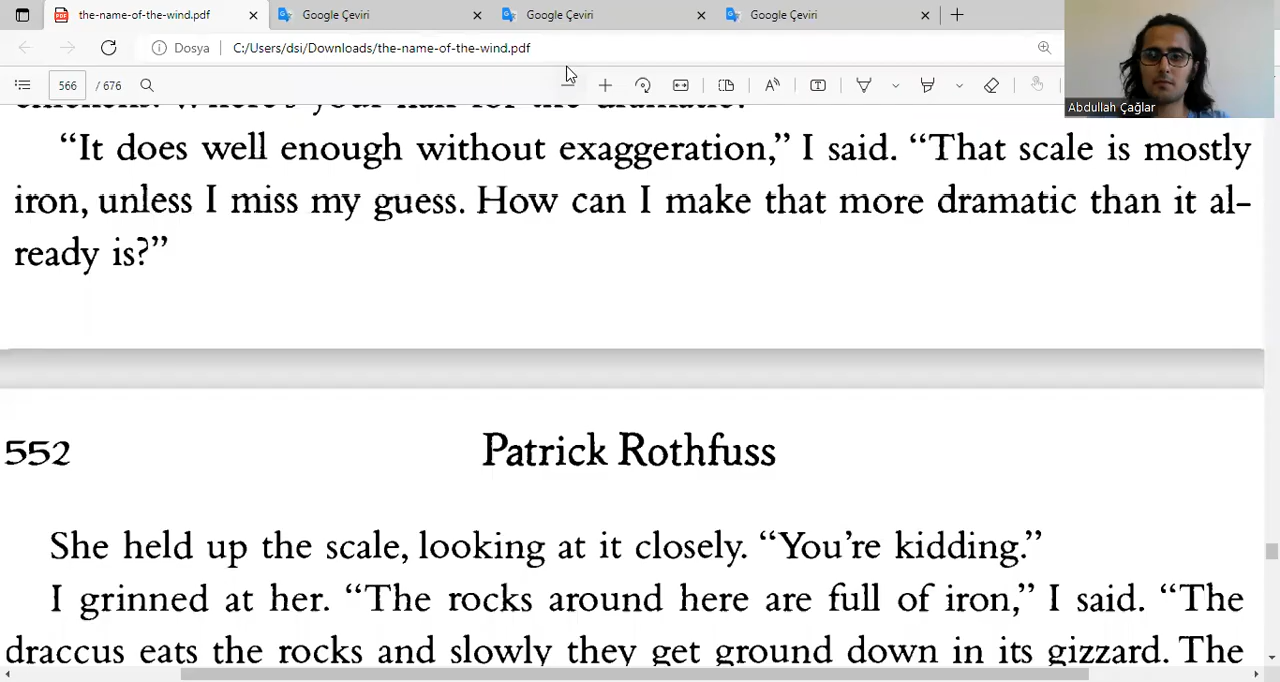 the-name-of-the-wind.pdf
Google Çeviri
Google Çeviri
Google Çeviri
Dosya
C:/Users/dsi/Downloads/the-name-of-the-wind.pdf
566 / 676
Abdullah Çağlar
“It does well enough without exaggeration,” I said. “That scale is mostly
iron, unless I miss my guess. How can I make that more dramatic than it al-
ready is?”
552
Patrick Rothfuss
She held up the scale, looking at it closely. “You’re kidding.”
I grinned at her. “The rocks around here are full of iron,” I said. “The
draccus eats the rocks and slowly they get ground down in its gizzard. The